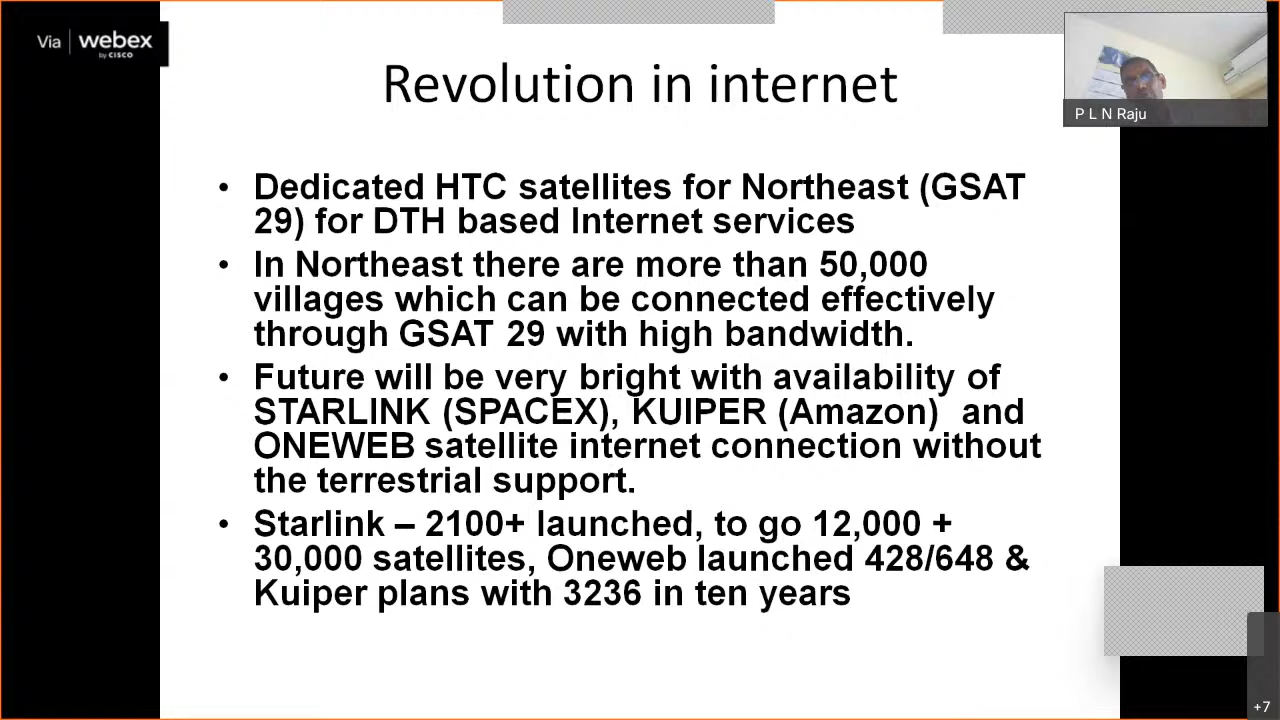 Via webex
by CISCO
Revolution in internet
P L N Raju
• Dedicated HTC satellites for Northeast (GSAT
29) for DTH based Internet services
• In Northeast there are more than 50,000
villages which can be connected effectively
through GSAT 29 with high bandwidth.
• Future will be very bright with availability of
STARLINK (SPACEX), KUIPER (Amazon) and
ONEWEB satellite internet connection without
the terrestrial support.
• Starlink – 2100+ launched, to go 12,000 +
30,000 satellites, Oneweb launched 428/648 &
Kuiper plans with 3236 in ten years
+7